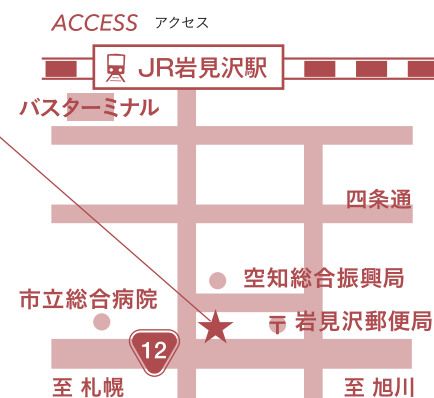 ACCESS アクセス
JR岩見沢駅
バスターミナル
四条通
空知総合振興局
市立総合病院
〒 岩見沢郵便局
12
至 札幌
至 旭川